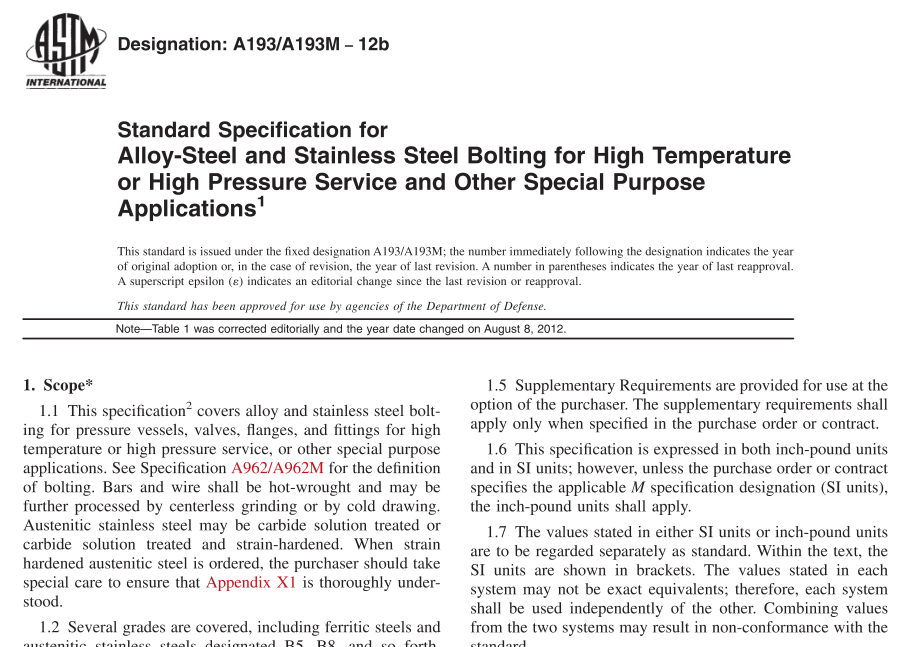 ASTM
INTERNATIONAL
Designation: A193/A193M – 12b
Standard Specification for
Alloy-Steel and Stainless Steel Bolting for High Temperature
or High Pressure Service and Other Special Purpose
Applications1
This standard is issued under the fixed designation A193/A193M; the number immediately following the designation indicates the year
of original adoption or, in the case of revision, the year of last revision. A number in parentheses indicates the year of last reapproval.
A superscript epsilon (ε) indicates an editorial change since the last revision or reapproval.
This standard has been approved for use by agencies of the Department of Defense.
Note—Table 1 was corrected editorially and the year date changed on August 8, 2012.
1. Scope*
1.1 This specification2 covers alloy and stainless steel bolt-
ing for pressure vessels, valves, flanges, and fittings for high
temperature or high pressure service, or other special purpose
applications. See Specification A962/A962M for the definition
of bolting. Bars and wire shall be hot-wrought and may be
further processed by centerless grinding or by cold drawing.
Austenitic stainless steel may be carbide solution treated or
carbide solution treated and strain-hardened. When strain
hardened austenitic steel is ordered, the purchaser should take
special care to ensure that Appendix X1 is thoroughly under-
stood.
1.2 Several grades are covered, including ferritic steels and
austenitic stainless steels designated B5, B8, and so forth.
1.5 Supplementary Requirements are provided for use at the
option of the purchaser. The supplementary requirements shall
apply only when specified in the purchase order or contract.
1.6 This specification is expressed in both inch-pound units
and in SI units; however, unless the purchase order or contract
specifies the applicable M specification designation (SI units),
the inch-pound units shall apply.
1.7 The values stated in either SI units or inch-pound units
are to be regarded separately as standard. Within the text, the
SI units are shown in brackets. The values stated in each
system may not be exact equivalents; therefore, each system
shall be used independently of the other. Combining values
from the two systems may result in non-conformance with the
standard.